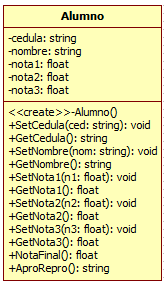 Alumno
-cedula: string
-nombre: string
-nota1: float
-nota2: float
-nota3: float
<<create>>-Alumno()
+SetCedula(ced: string): void
+GetCedula(): string
+SetNombre(nom: string): void
+GetNombre(): string
+SetNota1(n1: float): void
+GetNota1(): float
+SetNota2(n2: float): void
+GetNota2(): float
+SetNota3(n3: float): void
+GetNota3(): float
+NotaFinal(): float
+AproRepro(): string